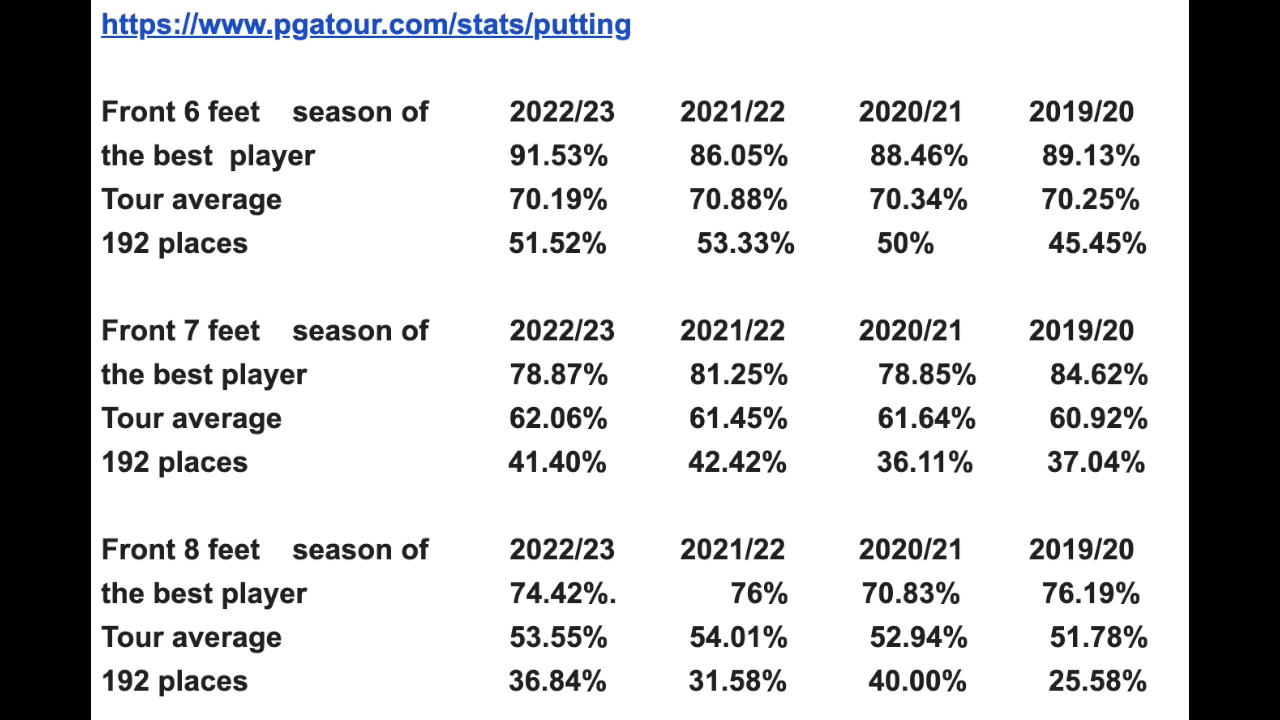 https://www.pgatour.com/stats/putting
Front 6 feet season of 2022/23 2021/22 2020/21 2019/20
the best player 91.53% 86.05% 88.46% 89.13%
Tour average 70.19% 70.88% 70.34% 70.25%
192 places 51.52% 53.33% 50% 45.45%
Front 7 feet season of 2022/23 2021/22 2020/21 2019/20
the best player 78.87% 81.25% 78.85% 84.62%
Tour average 62.06% 61.45% 61.64% 60.92%
192 places 41.40% 42.42% 36.11% 37.04%
Front 8 feet season of 2022/23 2021/22 2020/21 2019/20
the best player 74.42%. 76% 70.83% 76.19%
Tour average 53.55% 54.01% 52.94% 51.78%
192 places 36.84% 31.58% 40.00% 25.58%